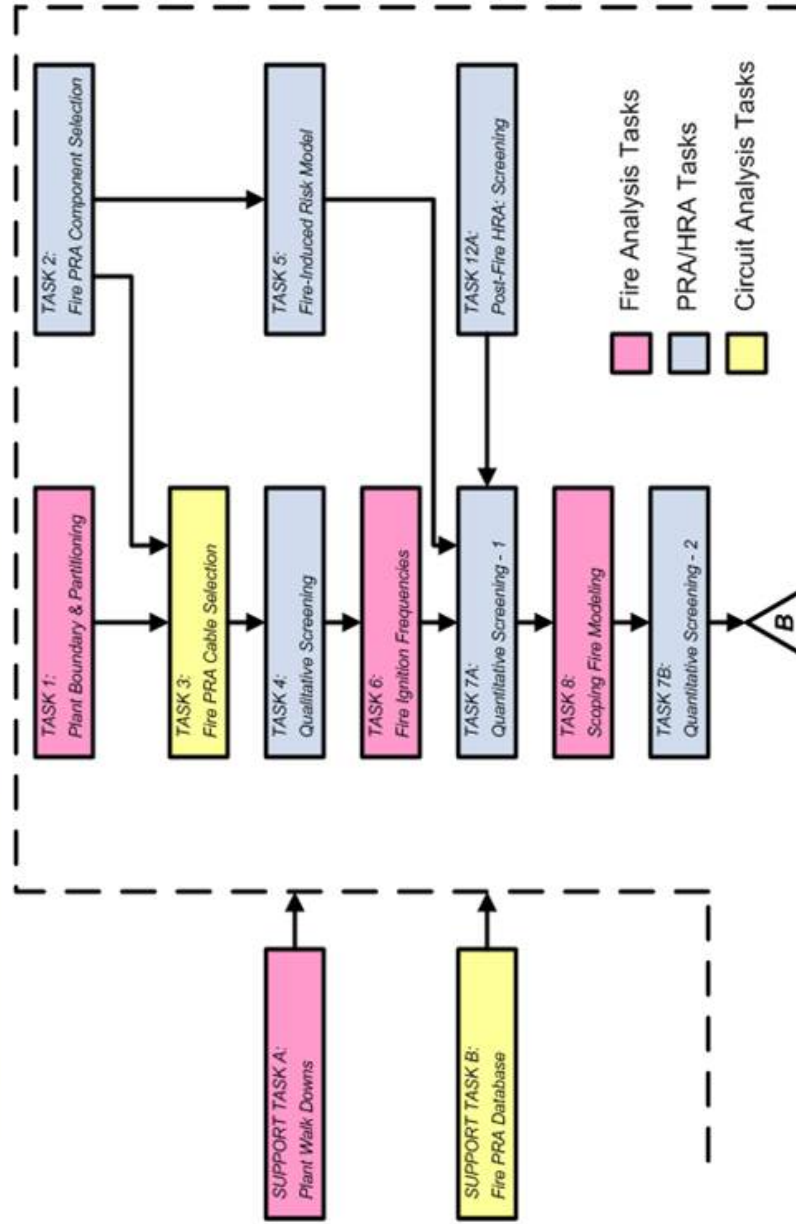 TASK 1:
Plant Boundary & Partitioning
TASK 2:
Fire PRA Component Selection
TASK 3:
Fire PRA Cable Selection
TASK 4:
Qualitative Screening
TASK 5:
Fire-Induced Risk Model
TASK 6:
Fire Ignition Frequencies
TASK 7A:
Quantitative Screening - 1
TASK 12A:
Post-Fire HRA: Screening
TASK 8:
Scoping Fire Modeling
TASK 7B:
Quantitative Screening - 2
B
SUPPORT TASK A:
Plant Walk Downs
SUPPORT TASK B:
Fire PRA Database
Fire Analysis Tasks
PRA/HRA Tasks
Circuit Analysis Tasks